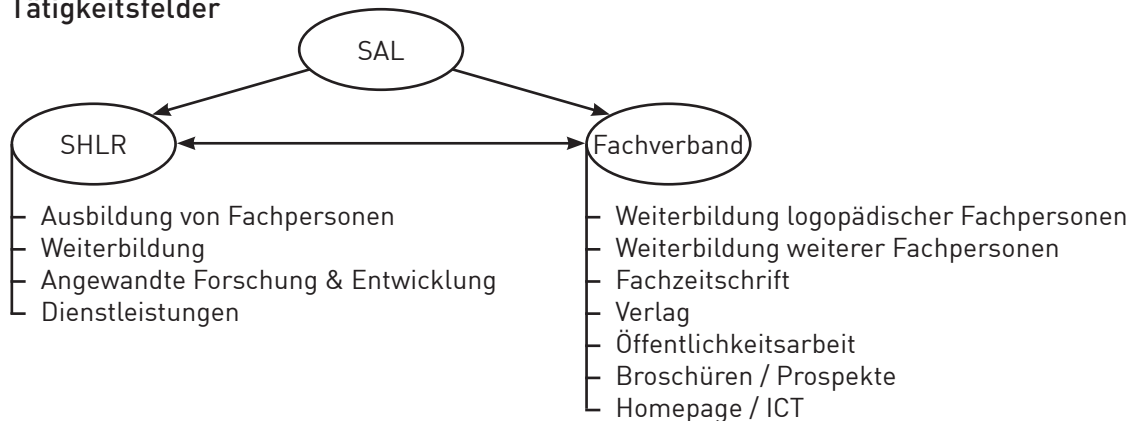 Tätigkeitsfelder
SAL
SHLR
Fachverband
– Ausbildung von Fachpersonen
– Weiterbildung
– Angewandte Forschung & Entwicklung
– Dienstleistungen
– Weiterbildung logopädischer Fachpersonen
– Weiterbildung weiterer Fachpersonen
– Fachzeitschrift
– Verlag
– Öffentlichkeitsarbeit
– Broschüren / Prospekte
– Homepage / ICT